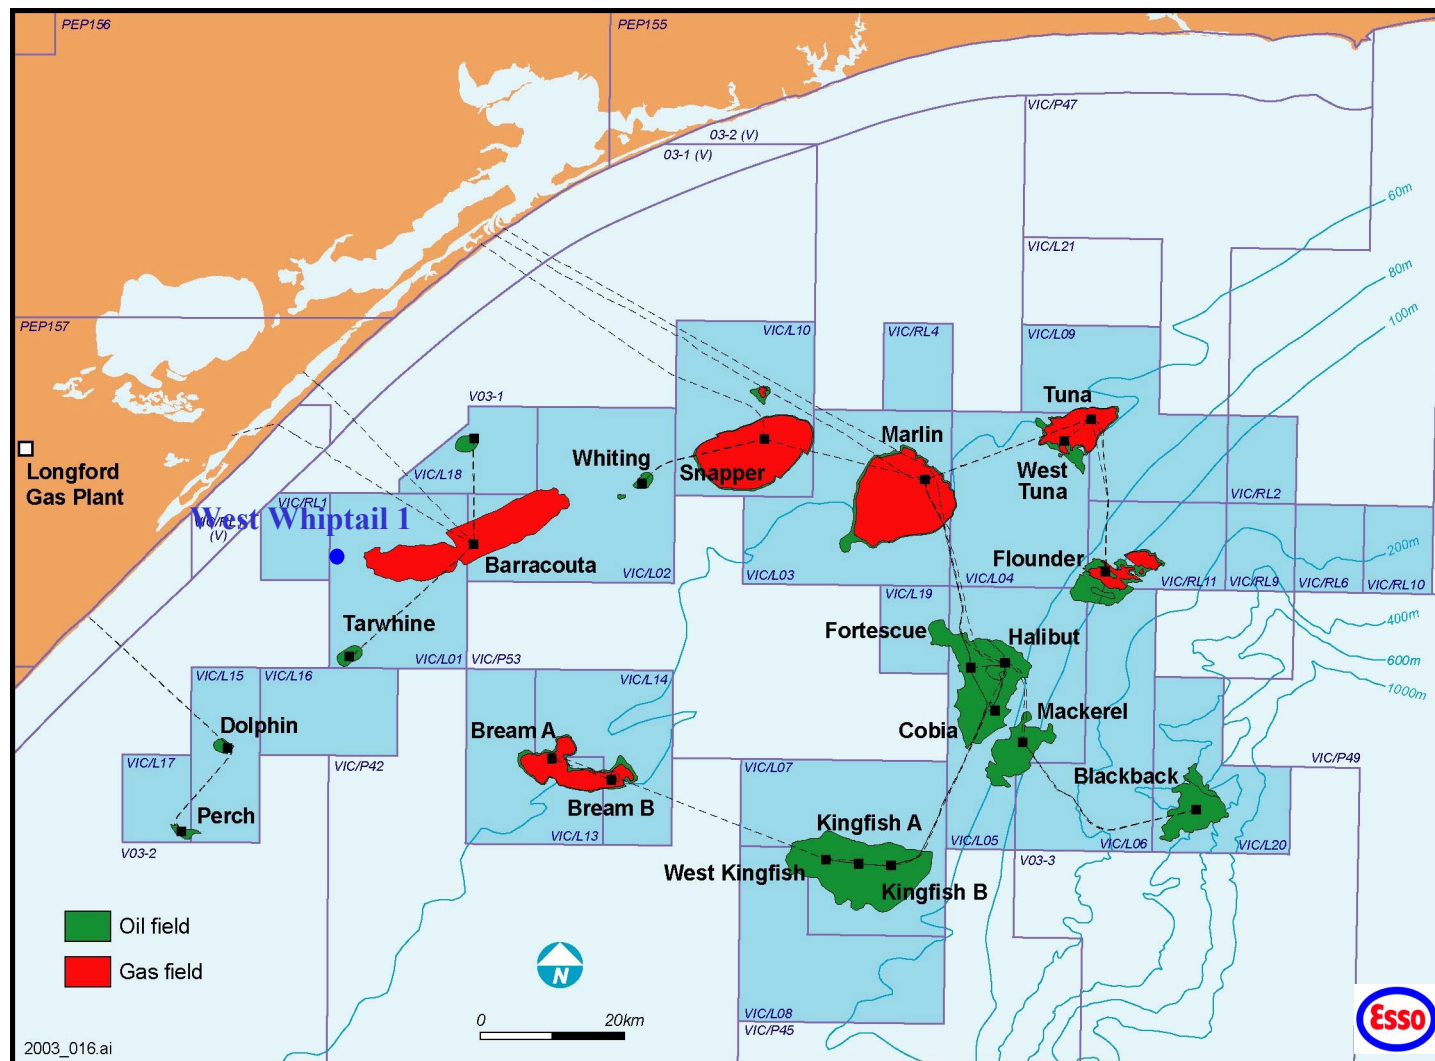 PEP156
PEP155
VIC/P47
03-2 (V)
03-1 (V)
60m
VIC/L21
80m
100m
PEP157
VIC/L10
VIC/RL4
VIC/L09
V03-1
Tuna
Marlin
Whiting
Snapper
West
Tuna
Longford
Gas Plant
VIC/L18
VIC/RL1
VIC/RL2
West Whiptail 1
(V)
Barracouta
Flounder
200m
VIC/L02
VIC/L03
VIC/L04
VIC/RL11
VIC/RL9
VIC/RL6
VIC/RL10
VIC/L19
400m
Tarwhine
Fortescue
Halibut
600m
VIC/L01
VIC/P53
VIC/L15
VIC/L16
VIC/L14
1000m
Dolphin
Bream A
Cobia
Mackerel
VIC/L17
VIC/P42
VIC/L07
Blackback
VIC/P49
Perch
Bream B
Kingfish A
VIC/L13
V03-2
VIC/L05
V03-3
VIC/L06
VIC/L20
West Kingfish
Kingfish B
Oil field
Gas field
N
VIC/L08
VIC/P45
0
20km
Esso
2003_016.ai